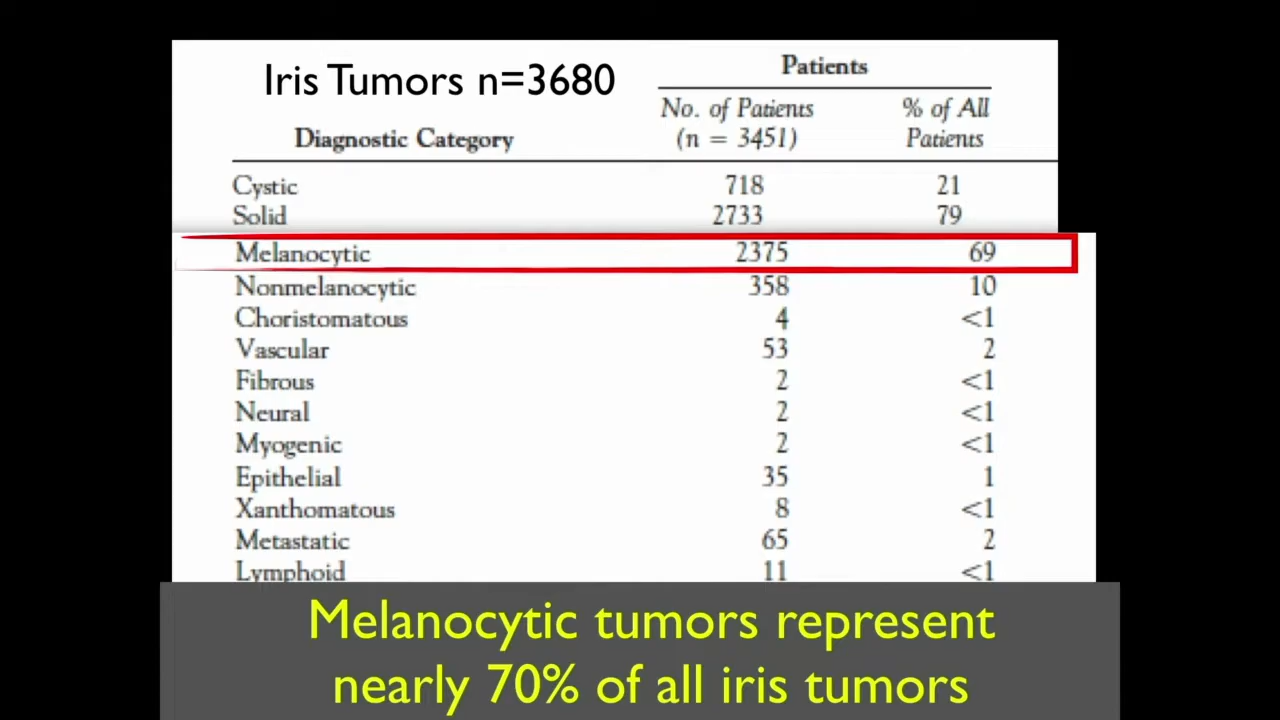 Iris Tumors n=3680
Patients
Diagnostic Category No. of Patients (n = 3451) % of All Patients
Cystic 718 21
Solid 2733 79
Melanocytic 2375 69
Nonmelanocytic 358 10
Choristomatous 4 <1
Vascular 53 2
Fibrous 2 <1
Neural 2 <1
Myogenic 2 <1
Epithelial 35 1
Xanthomatous 8 <1
Metastatic 65 2
Lymphoid 11 <1
Melanocytic tumors represent
nearly 70% of all iris tumors